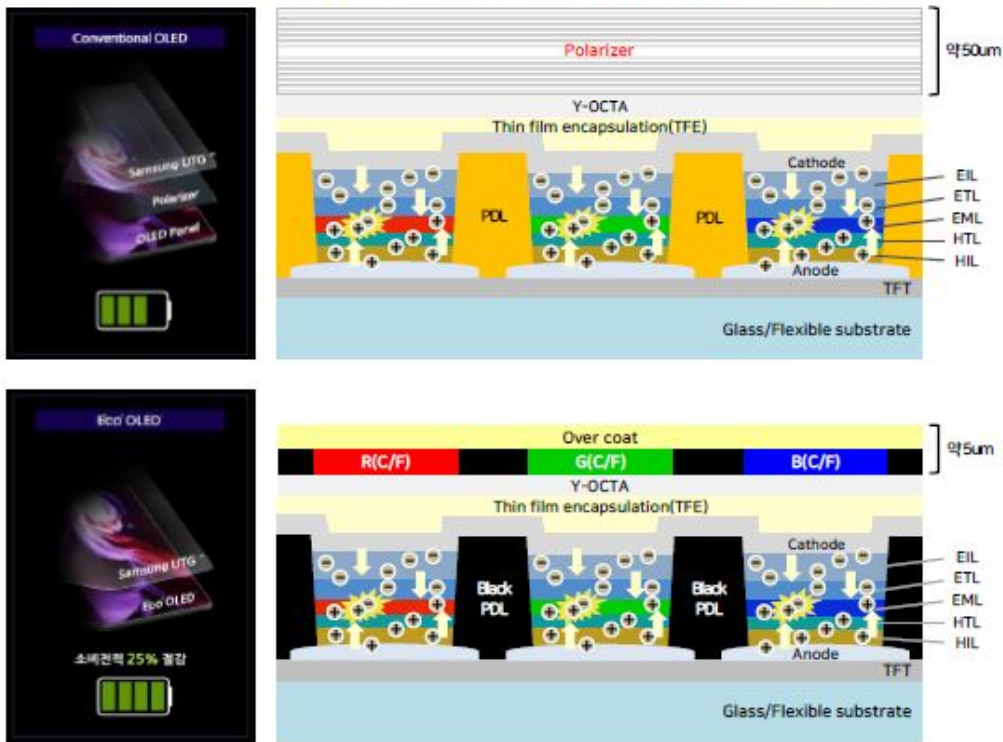 Conventional OLED
Samsung UTG
Polarizer
OLED Panel
Polarizer
약50um
Y-OCTA
Thin film encapsulation(TFE)
Cathode
PDL
PDL
EIL
ETL
EML
HTL
HIL
Anode
TFT
Glass/Flexible substrate
Eco² OLED
Samsung UTG ™
Eco² OLED
소비전력 25% 절감
Over coat
R(C/F)
G(C/F)
B(C/F)
약5um
Y-OCTA
Thin film encapsulation(TFE)
Cathode
Black
PDL
Black
PDL
EIL
ETL
EML
HTL
HIL
Anode
TFT
Glass/Flexible substrate